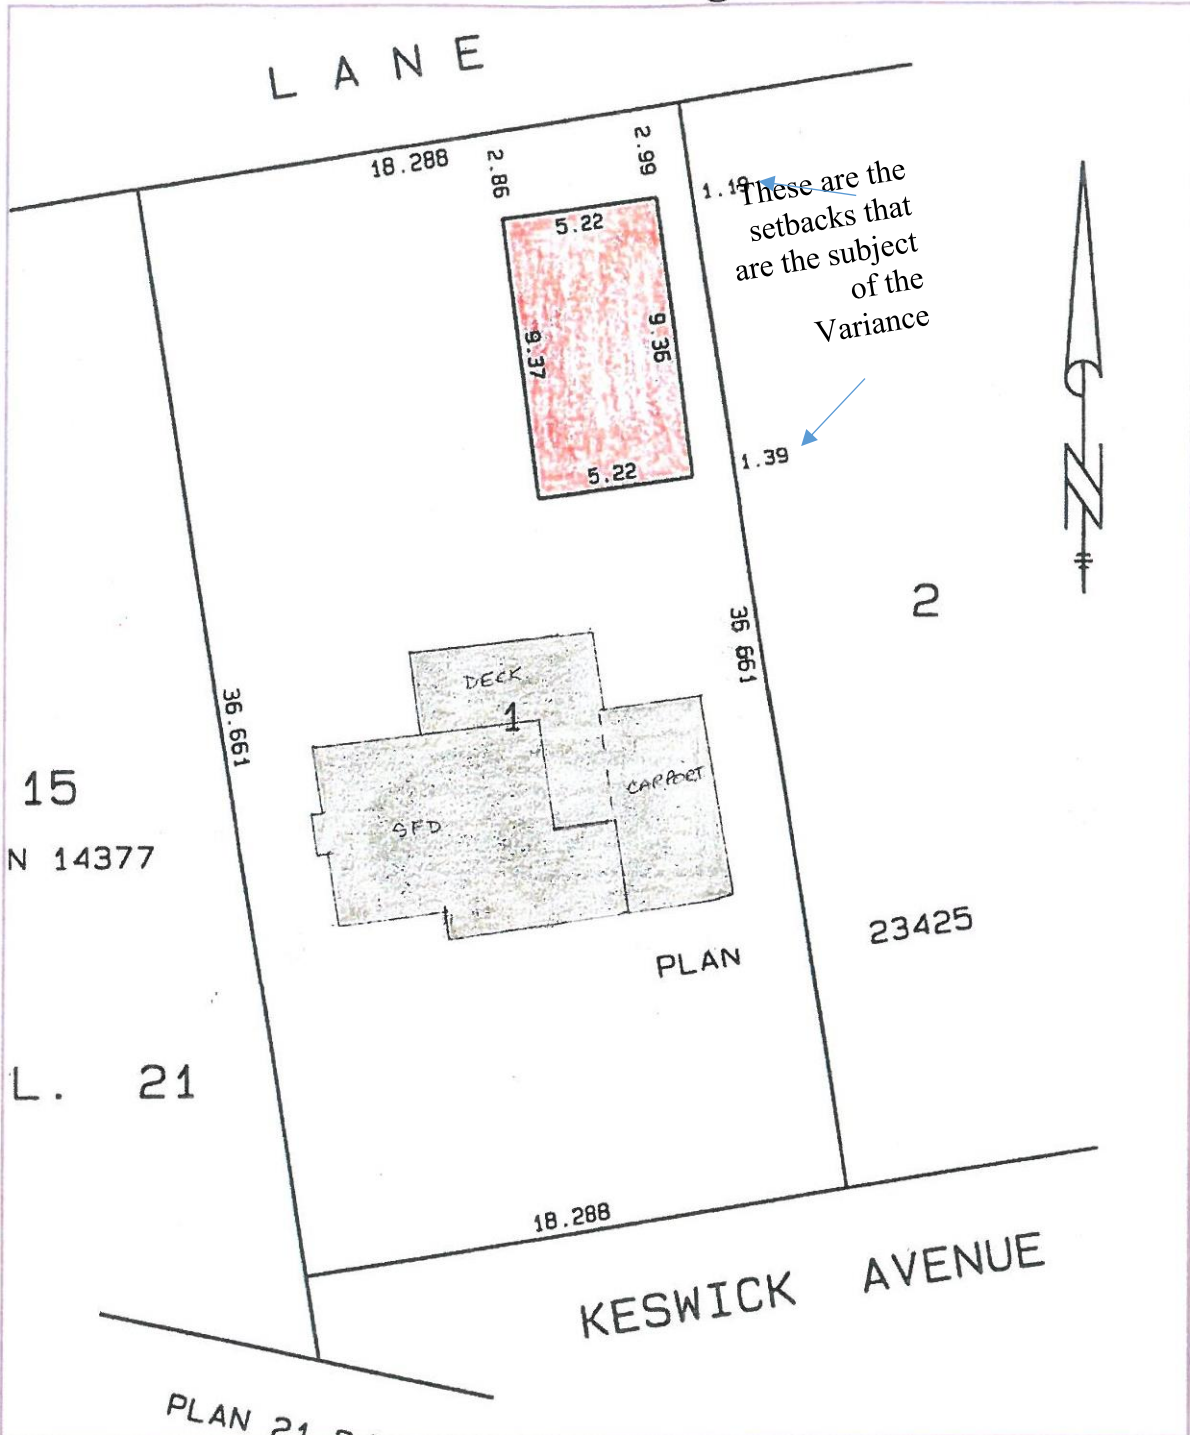 LANE
18.288
2.86
2.99
1.19
These are the
setbacks that
are the subject
of the
Variance
5.22
9.37
9.36
5.22
1.39
2
36 661
36.661
DECK
1
CARPORT
SFD
15
N 14377
23425
PLAN
L. 21
18.288
KESWICK AVENUE
PLAN 21